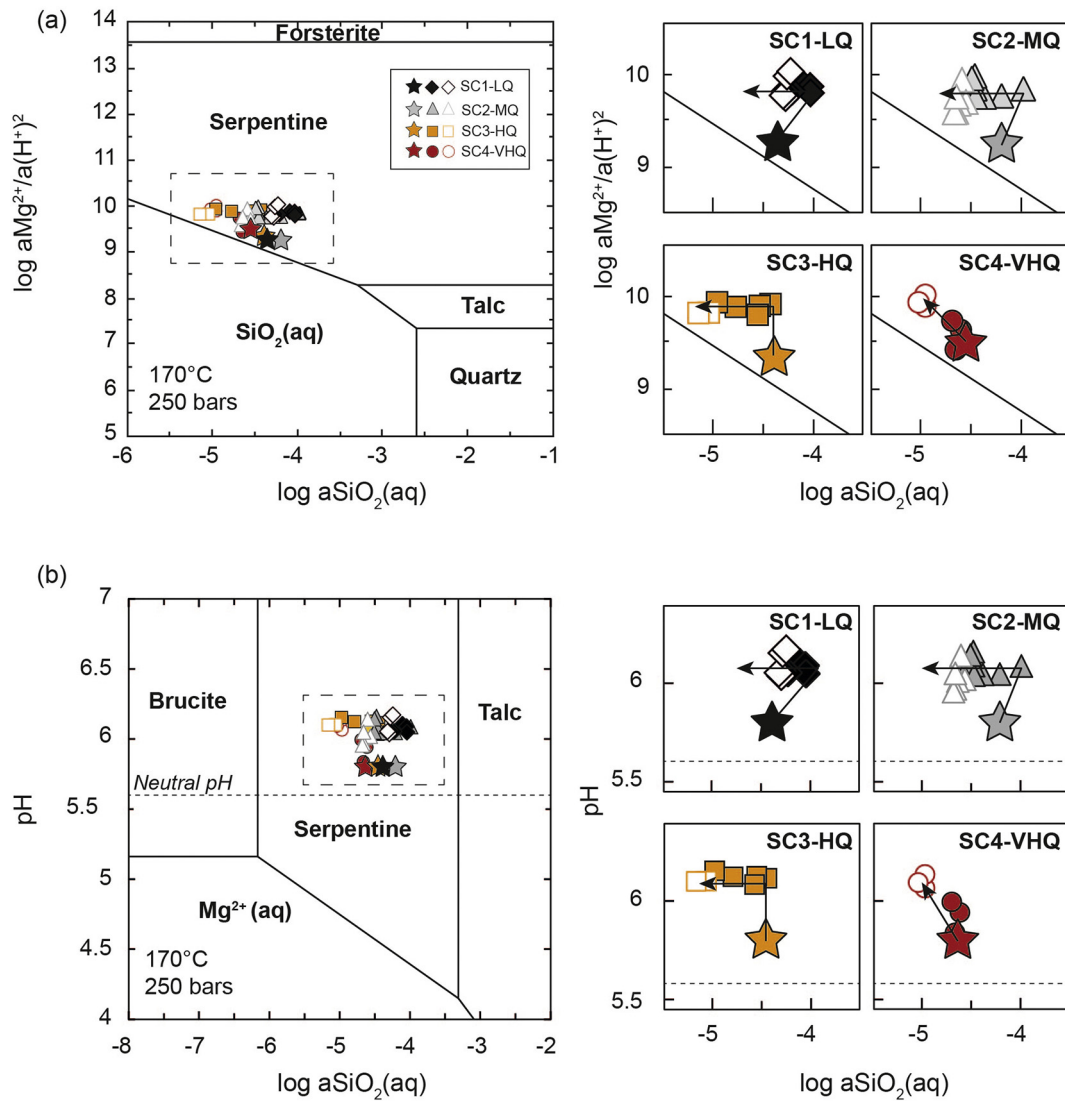 (a)
14
13
12
11
10
9
8
7
6
5
log aMg²⁺/a(H⁺)²
Forsterite
Serpentine
SC1-LQ
SC2-MQ
SC3-HQ
SC4-VHQ
SiO₂(aq)
Talc
Quartz
170°C
250 bars
-6 -5 -4 -3 -2 -1
log aSiO₂(aq)
SC1-LQ
SC2-MQ
10
9
log aMg²⁺/a(H⁺)²
SC3-HQ
SC4-VHQ
10
9
-5 -4 -5 -4
log aSiO₂(aq)
(b)
7
6.5
6
5.5
5
4.5
4
pH
Brucite
Talc
Neutral pH
Serpentine
Mg²⁺ (aq)
170°C
250 bars
-8 -7 -6 -5 -4 -3 -2
log aSiO₂(aq)
SC1-LQ
SC2-MQ
6
5.5
pH
SC3-HQ
SC4-VHQ
6
5.5
-5 -4 -5 -4
log aSiO₂(aq)